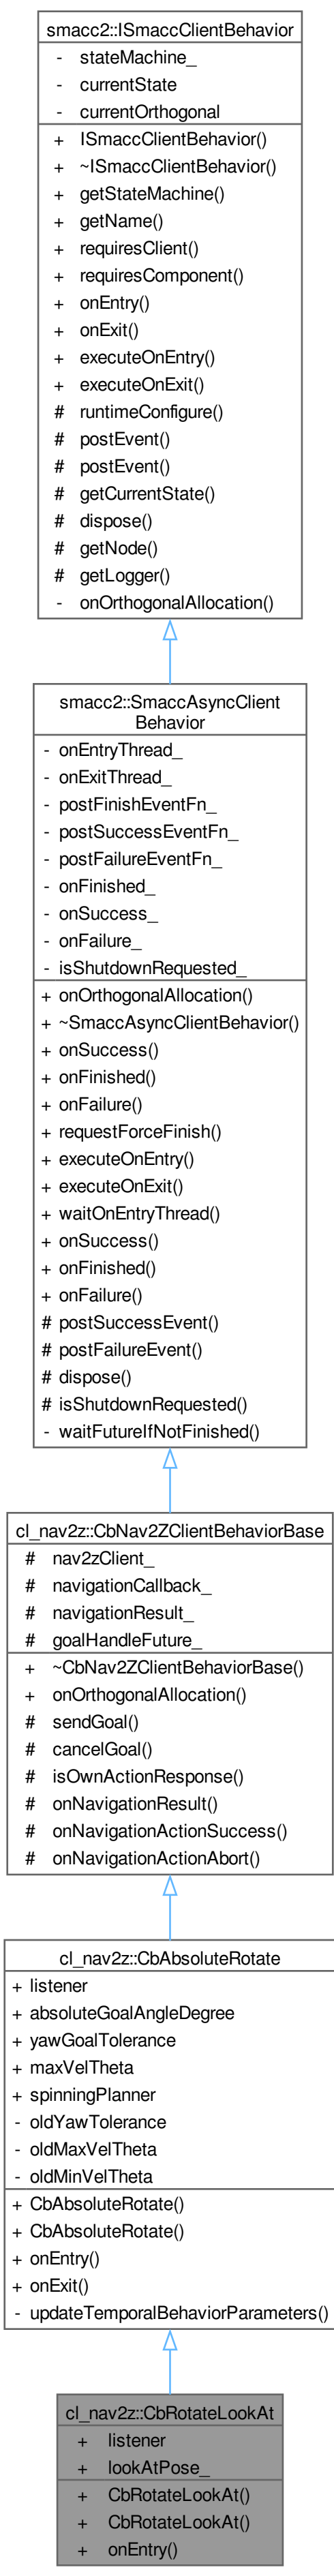 smacc2::ISmaccClientBehavior
- stateMachine_
- currentState
- currentOrthogonal
+ ISmaccClientBehavior()
+ ~ISmaccClientBehavior()
+ getStateMachine()
+ getName()
+ requiresClient()
+ requiresComponent()
+ onEntry()
+ onExit()
+ executeOnEntry()
+ executeOnExit()
# runtimeConfigure()
# postEvent()
# postEvent()
# getCurrentState()
# dispose()
# getNode()
# getLogger()
- onOrthogonalAllocation()
smacc2::SmaccAsyncClient
Behavior
- onEntryThread_
- onExitThread_
- postFinishEventFn_
- postSuccessEventFn_
- postFailureEventFn_
- onFinished_
- onSuccess_
- onFailure_
- isShutdownRequested_
+ onOrthogonalAllocation()
+ ~SmaccAsyncClientBehavior()
+ onSuccess()
+ onFinished()
+ onFailure()
+ requestForceFinish()
+ executeOnEntry()
+ executeOnExit()
+ waitOnEntryThread()
+ onSuccess()
+ onFinished()
+ onFailure()
# postSuccessEvent()
# postFailureEvent()
# dispose()
# isShutdownRequested()
- waitFutureIfNotFinished()
cl_nav2z::CbNav2ZClientBehaviorBase
# nav2zClient_
# navigationCallback_
# navigationResult_
# goalHandleFuture_
+ ~CbNav2ZClientBehaviorBase()
+ onOrthogonalAllocation()
# sendGoal()
# cancelGoal()
# isOwnActionResponse()
# onNavigationResult()
# onNavigationActionSuccess()
# onNavigationActionAbort()
cl_nav2z::CbAbsoluteRotate
+ listener
+ absoluteGoalAngleDegree
+ yawGoalTolerance
+ maxVelTheta
+ spinningPlanner
- oldYawTolerance
- oldMaxVelTheta
- oldMinVelTheta
+ CbAbsoluteRotate()
+ CbAbsoluteRotate()
+ onEntry()
+ onExit()
- updateTemporalBehaviorParameters()
cl_nav2z::CbRotateLookAt
+ listener
+ lookAtPose_
+ CbRotateLookAt()
+ CbRotateLookAt()
+ onEntry()